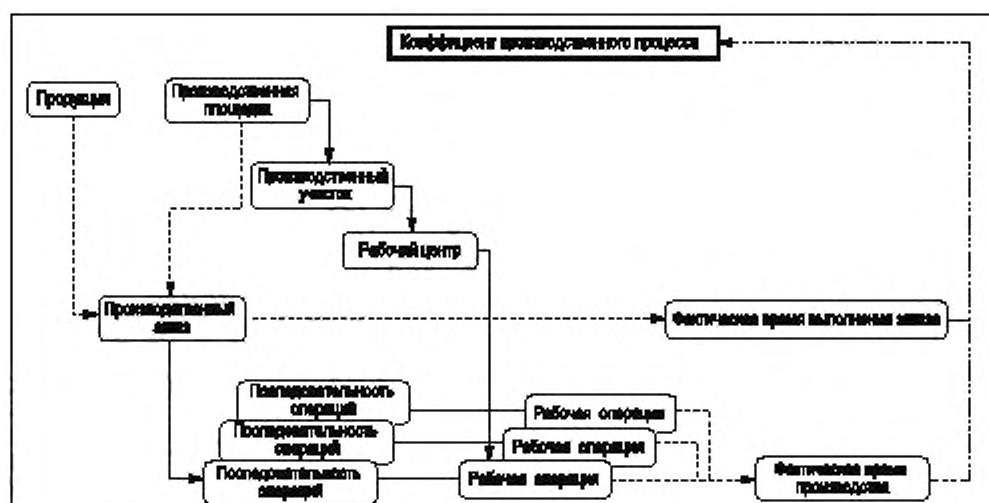 Коэффициент производственного процесса
Продукция
Производственная
площадка
Производственный
участок
Рабочий центр
Производственный
заказ
Фактическое время выполнения заказа
Последовательность
операций
Рабочая операция
Последовательность
операций
Рабочая операция
Последовательность
операций
Рабочая операция
Фактическое время
производства